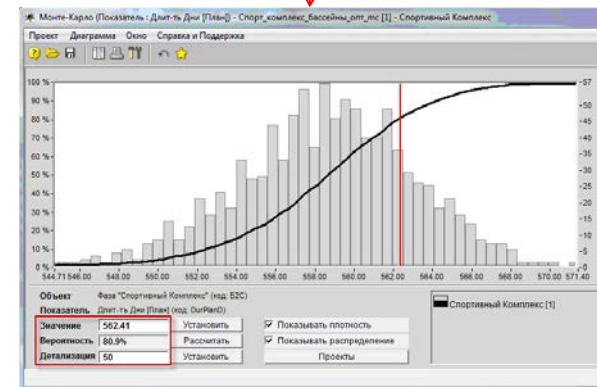 Монте-Карло (Показатель : Длит-ть Дни [План]) - Спорт_комплекс_бассейны_опт_mc [1] - Спортивный Комплекс
Проект Диаграмма Окно Справка и Поддержка
100 %
90 %
80 %
70 %
60 %
50 %
40 %
30 %
20 %
10 %
0 %
57
50
45
40
35
30
25
20
15
10
5
0
544.71 546.00 548.00 550.00 552.00 554.00 556.00 558.00 560.00 562.00 564.00 566.00 568.00 570.00 571.40
Объект Фаза "Спортивный Комплекс" (код: 52С)
Показатель Длит-ть Дни [План] (код: DurPlanD)
Значение 562.41 Установить Показывать плотность
Вероятность 80.9% Рассчитать Показывать распределение
Детализация 50 Установить Проекты
Спортивный Комплекс [1]